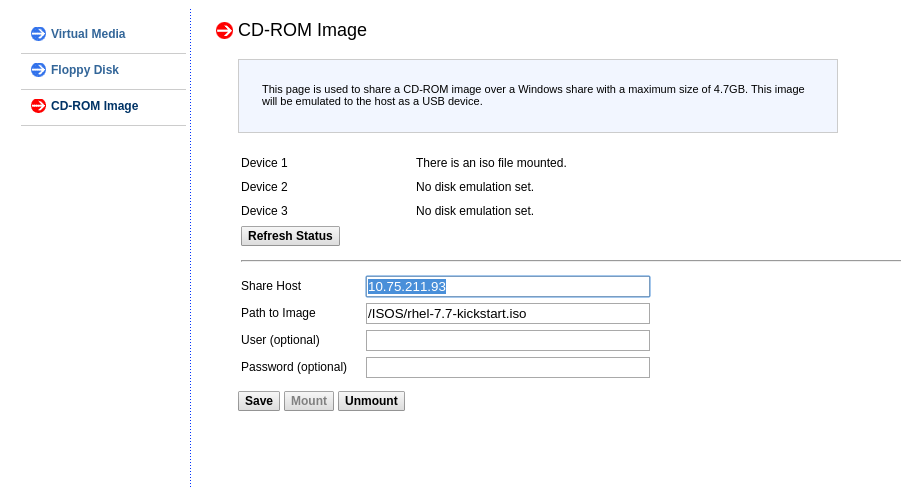 Virtual Media
Floppy Disk
CD-ROM Image
CD-ROM Image
This page is used to share a CD-ROM image over a Windows share with a maximum size of 4.7GB. This image
will be emulated to the host as a USB device.
Device 1 There is an iso file mounted.
Device 2 No disk emulation set.
Device 3 No disk emulation set.
Refresh Status
Share Host 10.75.211.93
Path to Image /ISOS/rhel-7.7-kickstart.iso
User (optional)
Password (optional)
Save Mount Unmount